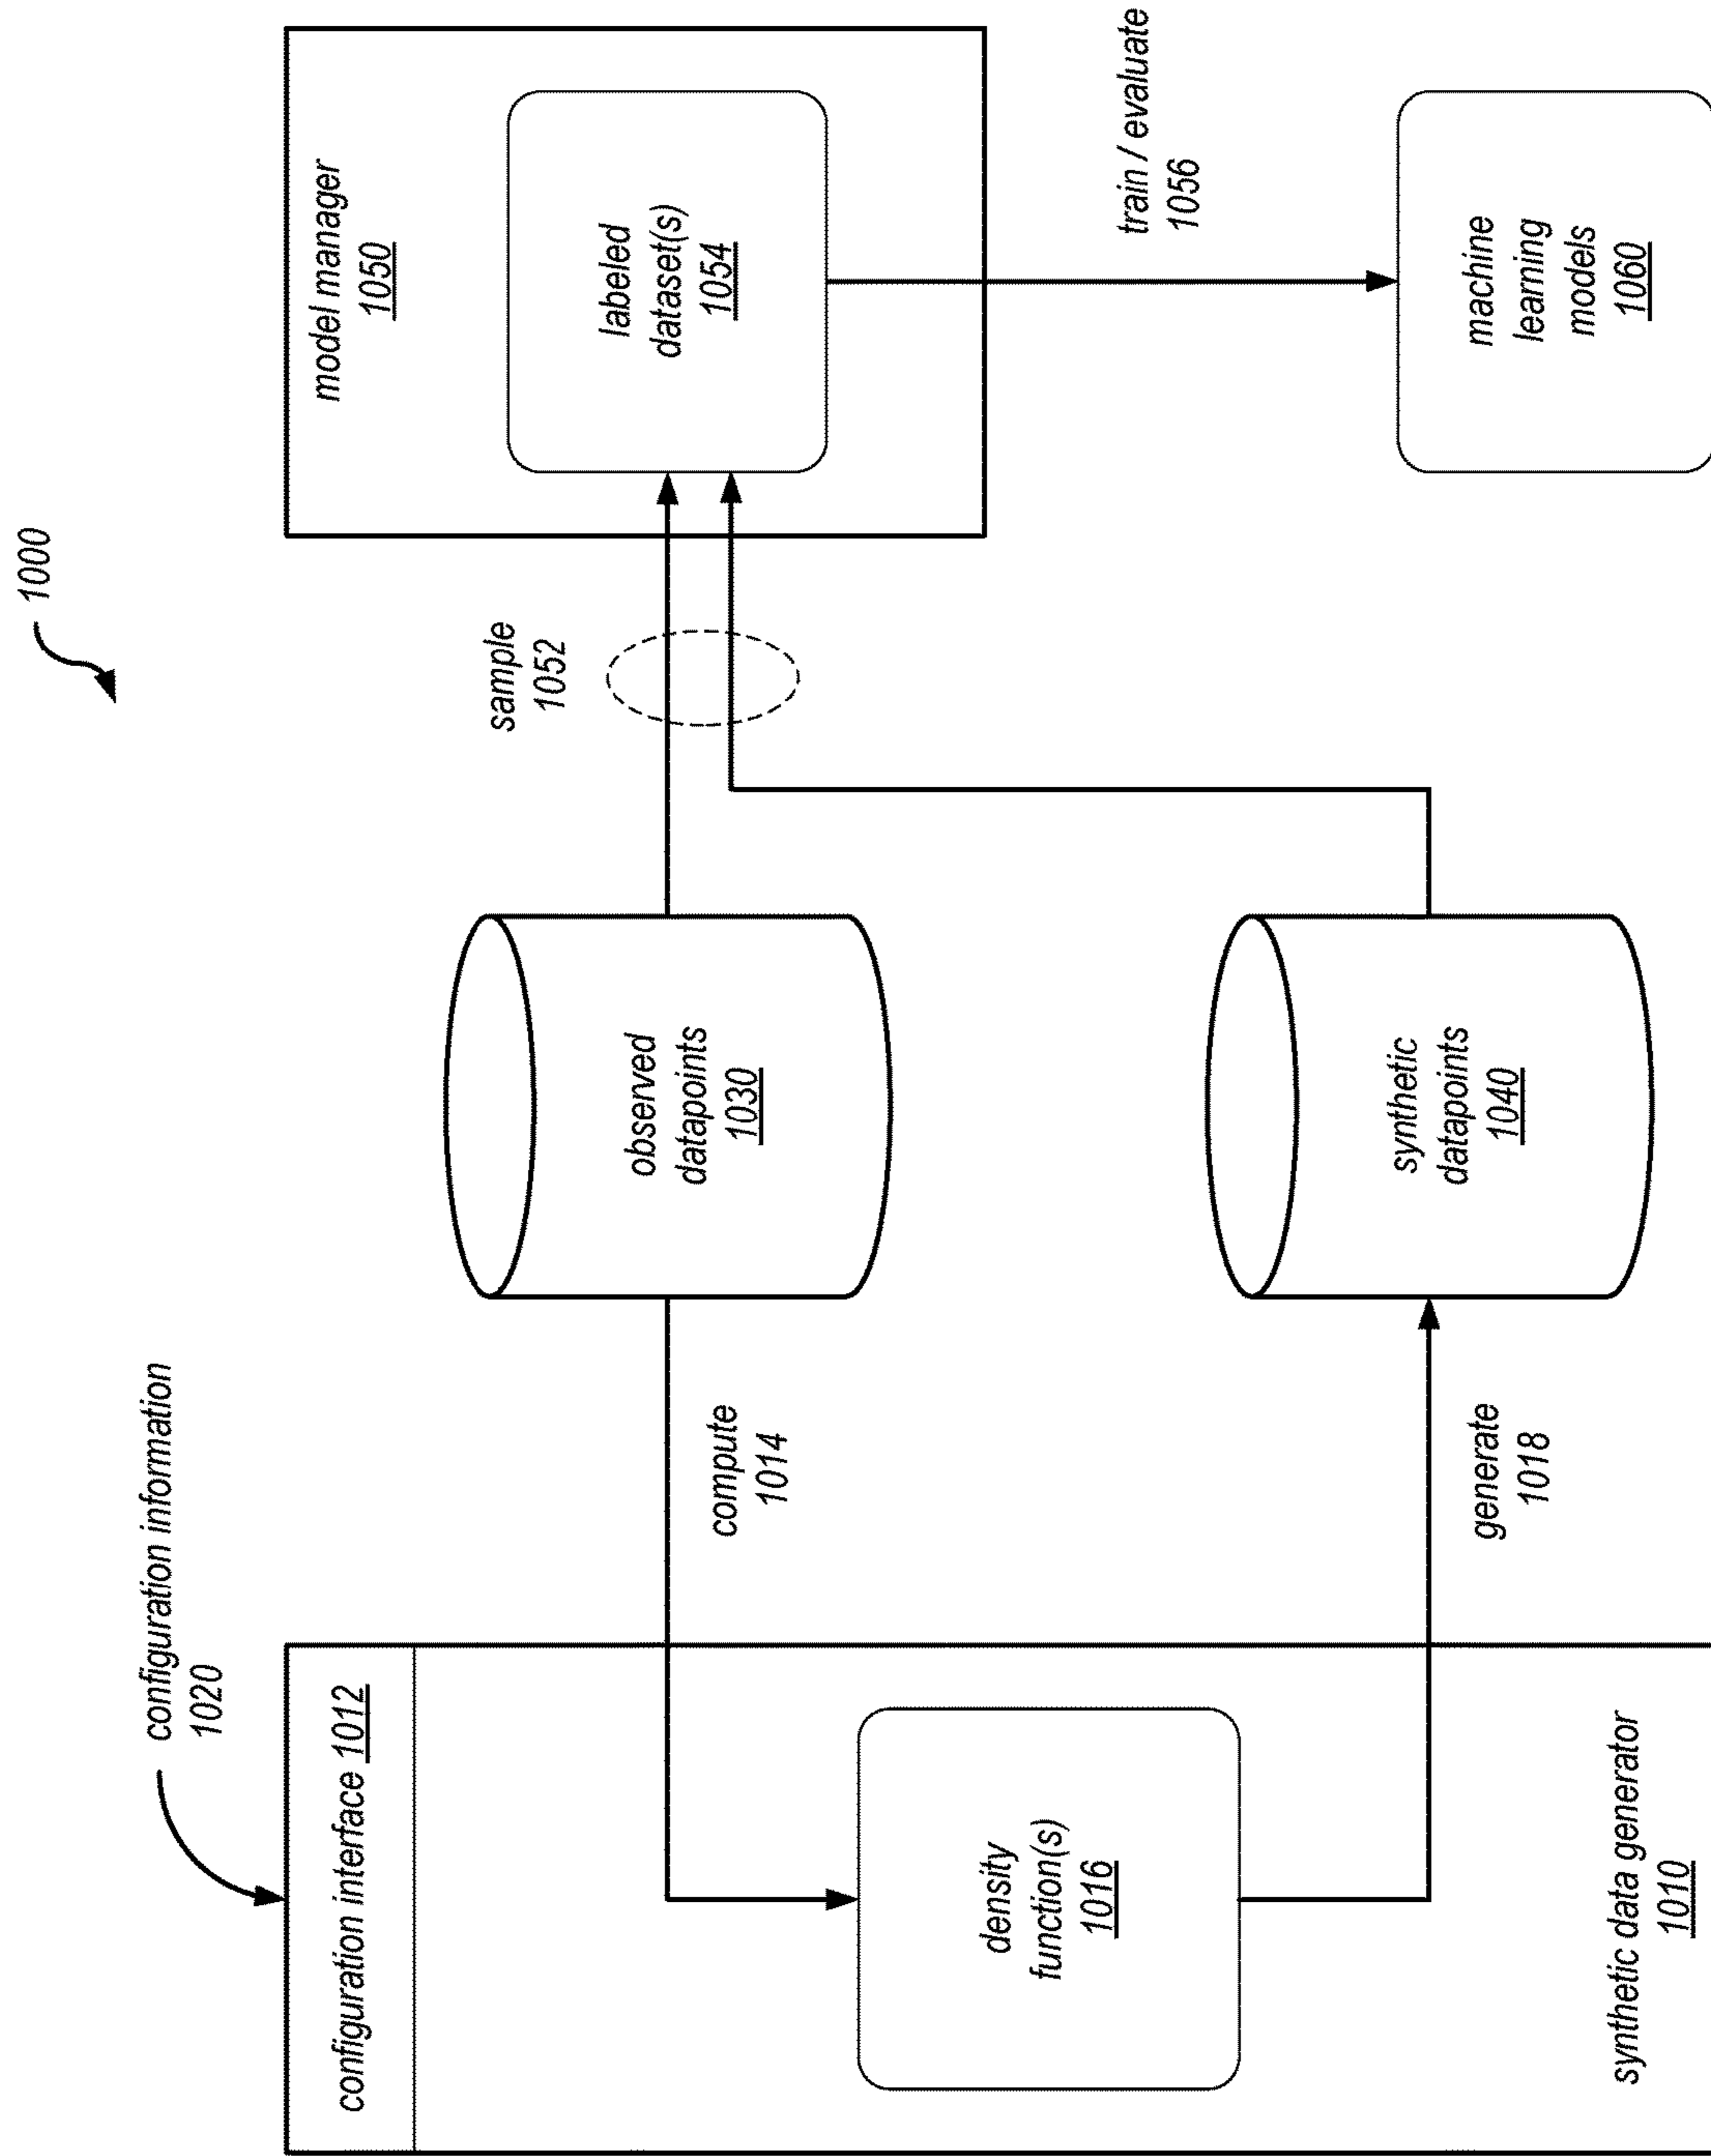 1000
configuration information
1020
configuration interface 1012
density
function(s)
1016
synthetic data generator
1010
compute
1014
generate
1018
observed
datapoints
1030
synthetic
datapoints
1040
sample
1052
model manager
1050
labeled
dataset(s)
1054
train / evaluate
1056
machine
learning
models
1060